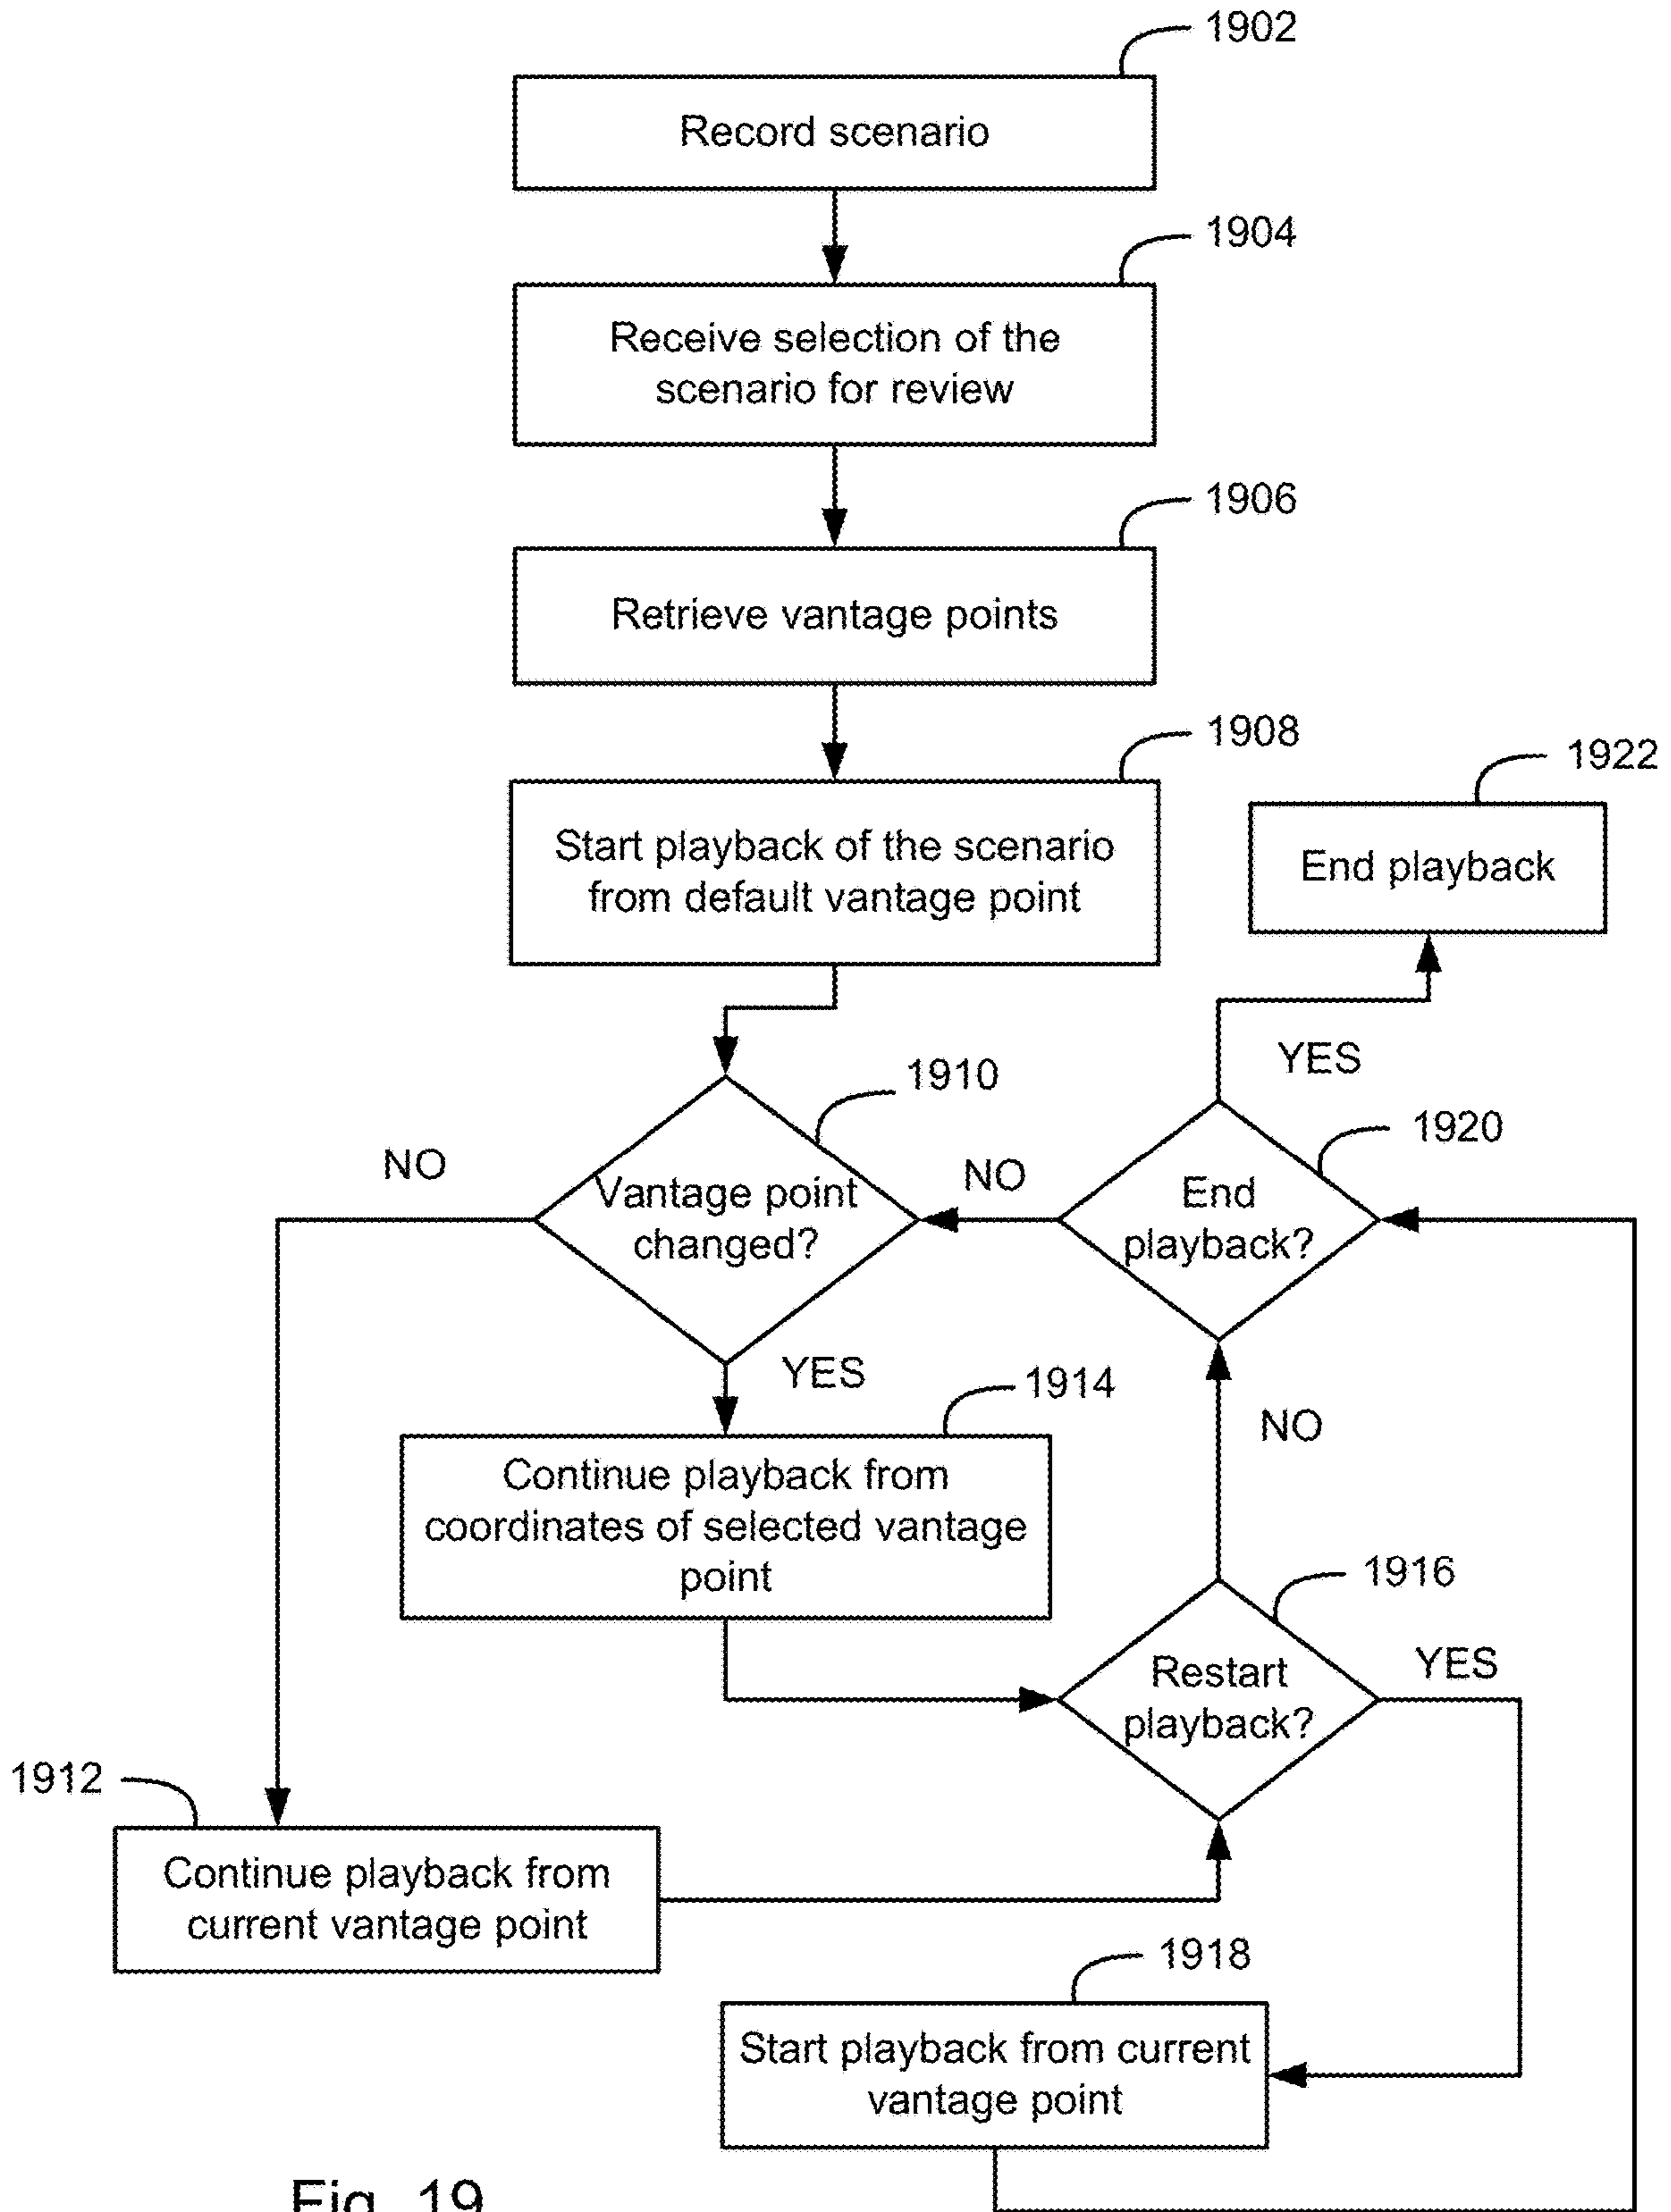 1902
Record scenario
1904
Receive selection of the
scenario for review
1906
Retrieve vantage points
1908
Start playback of the scenario
from default vantage point
1922
End playback
YES
1910
1920
NO
Vantage point
changed?
NO
End
playback?
YES
1914
NO
Continue playback from
coordinates of selected vantage
point
1916
Restart
playback?
YES
1912
Continue playback from
current vantage point
1918
Start playback from current
vantage point
Fig. 19